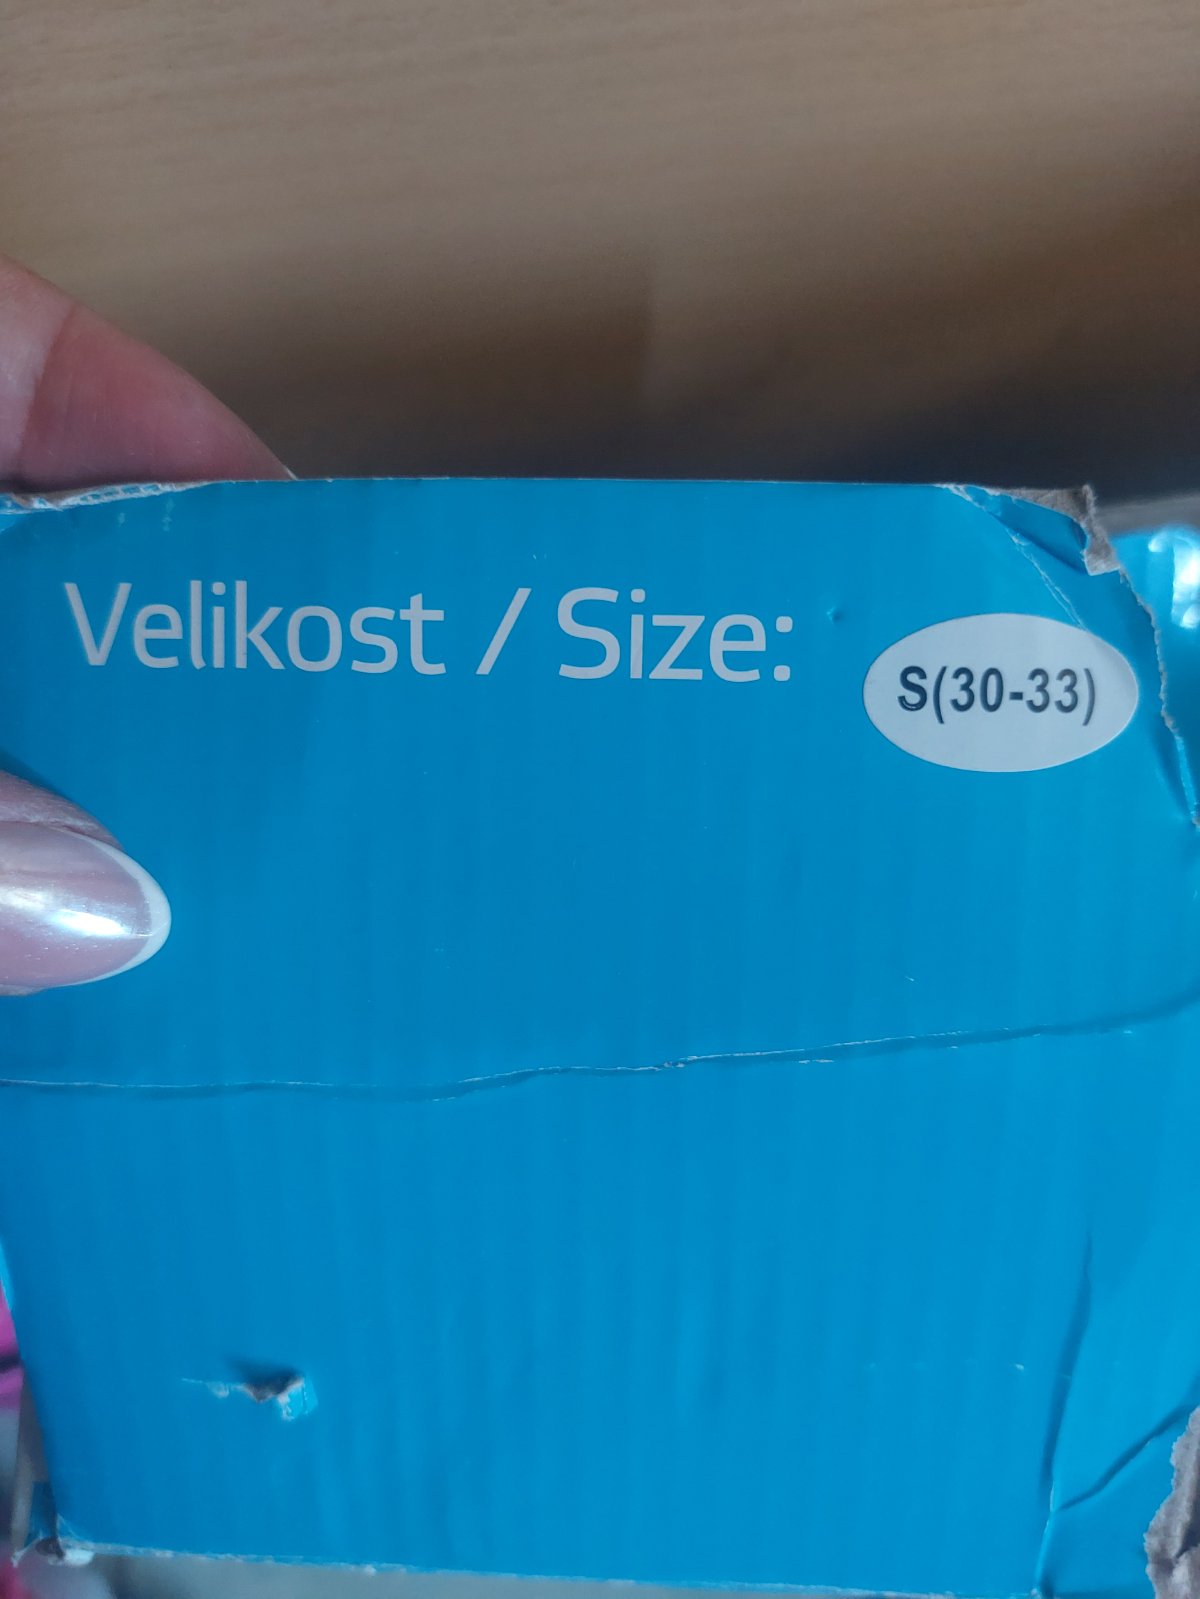 Velikost / Size: S(30-33)